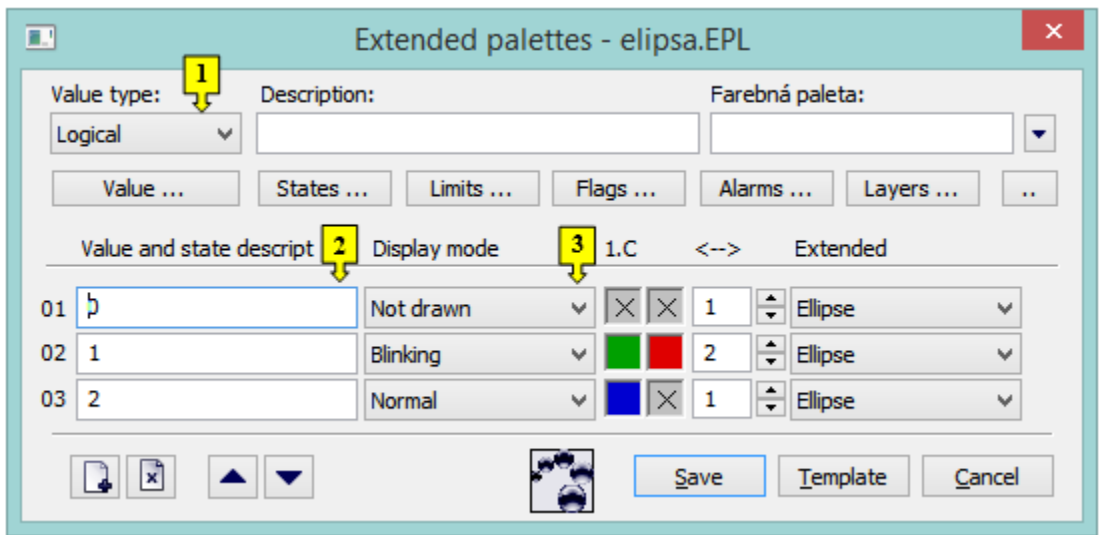 Extended palettes - elipsa.EPL
1
Value type: Description: Farebná paleta:
Logical
Value ... States ... Limits ... Flags ... Alarms ... Layers ... ..
Value and state descript 2 Display mode 3 1.C <--> Extended
01 0 Not drawn 1 Ellipse
02 1 Blinking 2 Ellipse
03 2 Normal 1 Ellipse
Save Template Cancel